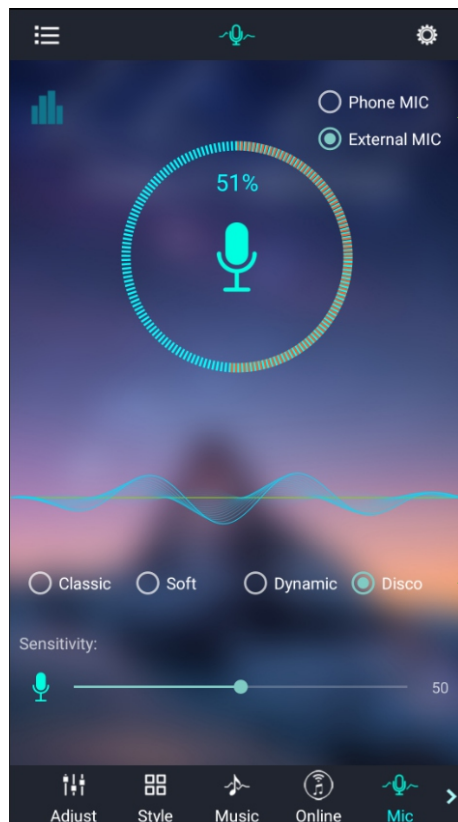 Phone MIC
External MIC
51%
Classic Soft Dynamic Disco
Sensitivity:
50
Adjust Style Music Online Mic